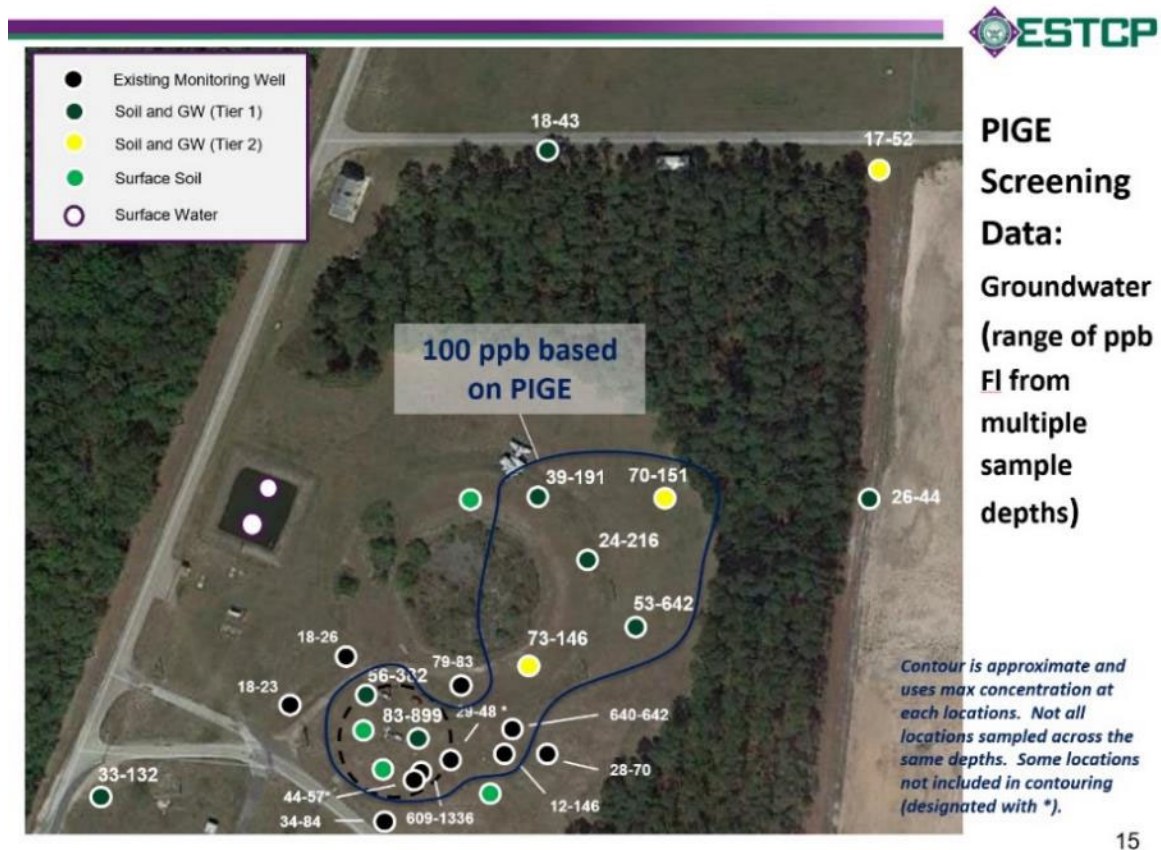 ESTCP
Existing Monitoring Well
Soil and GW (Tier 1)
Soil and GW (Tier 2)
Surface Soil
Surface Water
18-43
17-52
PIGE
Screening
Data:
Groundwater
(range of ppb
Fl from
multiple
sample
depths)
100 ppb based
on PIGE
39-191
70-151
26-44
24-216
53-642
73-146
18-26
79-83
56-382
18-23
83-899
29-48 *
640-642
28-70
33-132
44-57*
12-146
34-84
609-1336
Contour is approximate and
uses max concentration at
each locations. Not all
locations sampled across the
same depths. Some locations
not included in contouring
(designated with *).
15